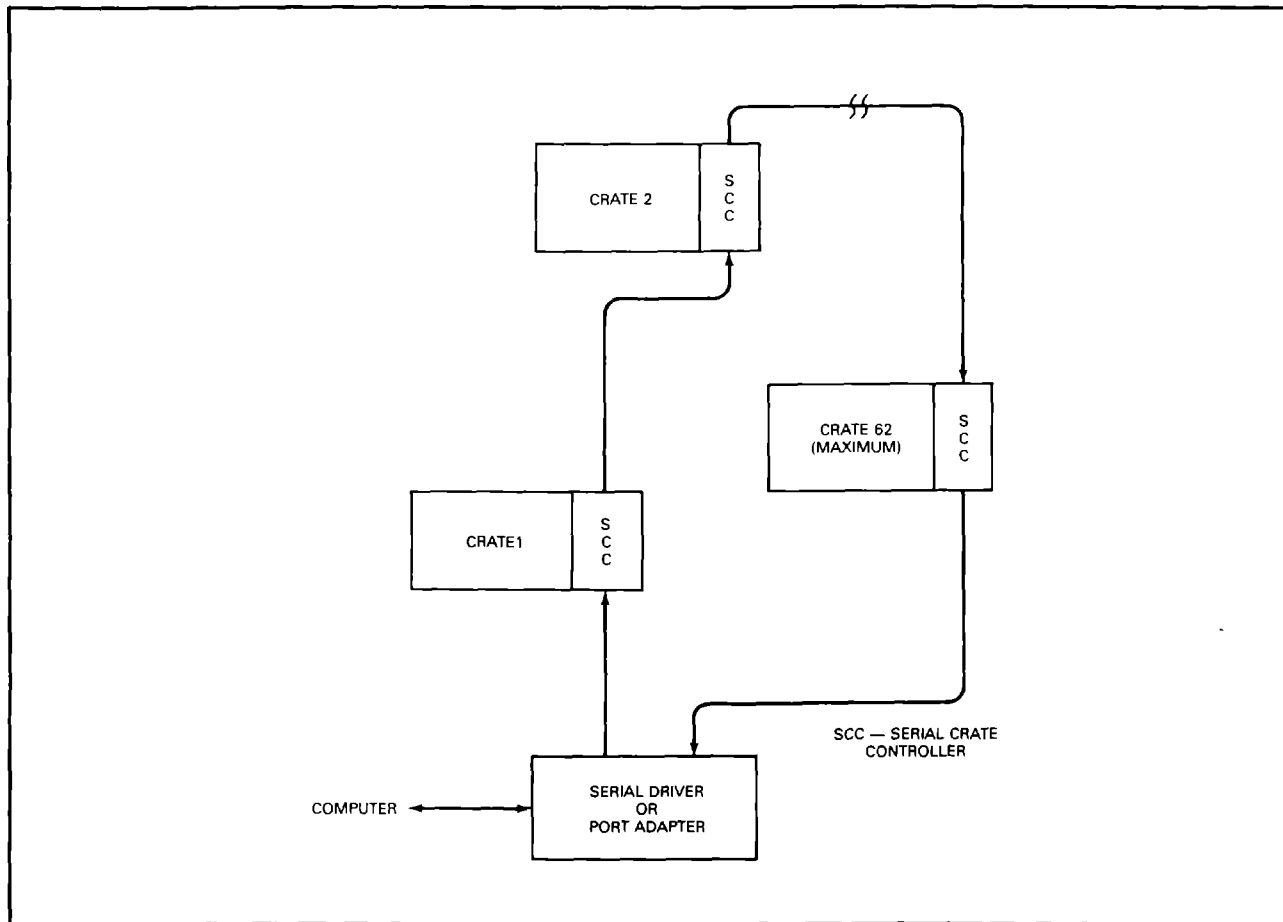 CRATE 2
S
C
C
CRATE 62
(MAXIMUM)
S
C
C
CRATE1
S
C
C
SCC — SERIAL CRATE
CONTROLLER
COMPUTER
SERIAL DRIVER
OR
PORT ADAPTER